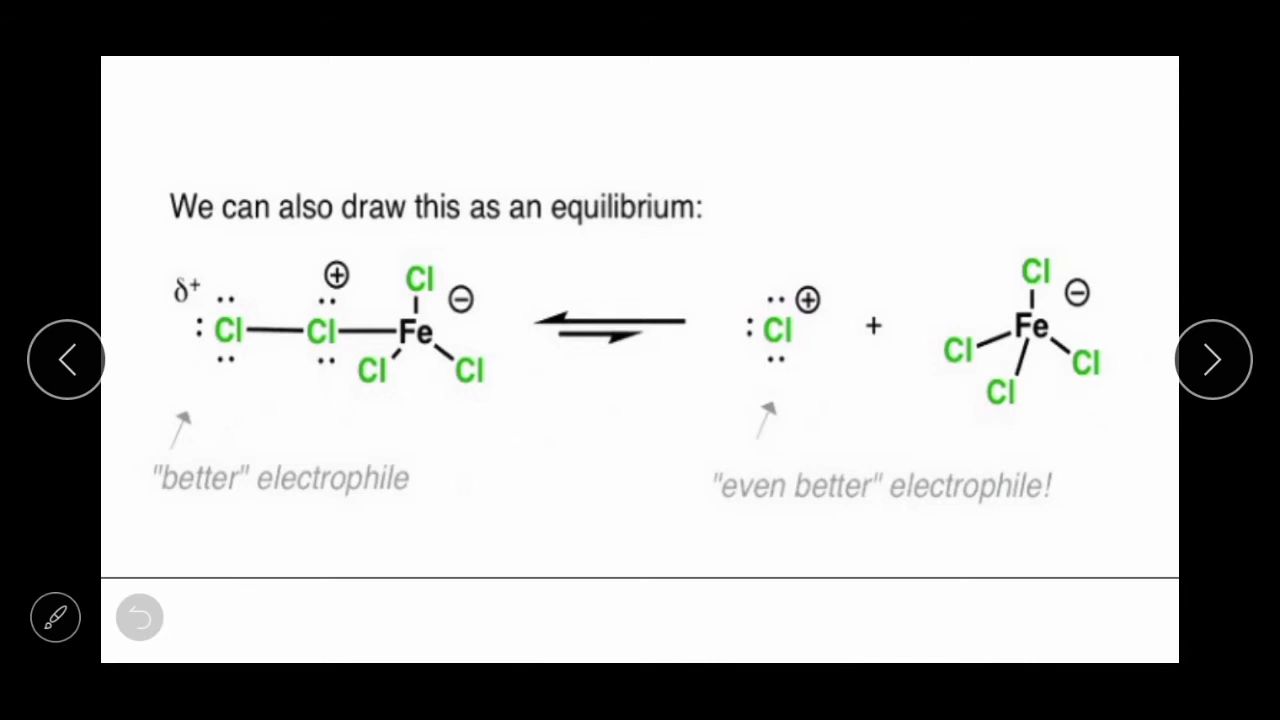 We can also draw this as an equilibrium:
δ+ Cl Cl ⊕ Fe Cl ⊖ Cl Cl ⇌ Cl ⊕ + Fe Cl ⊖ Cl Cl Cl
"better" electrophile
"even better" electrophile!